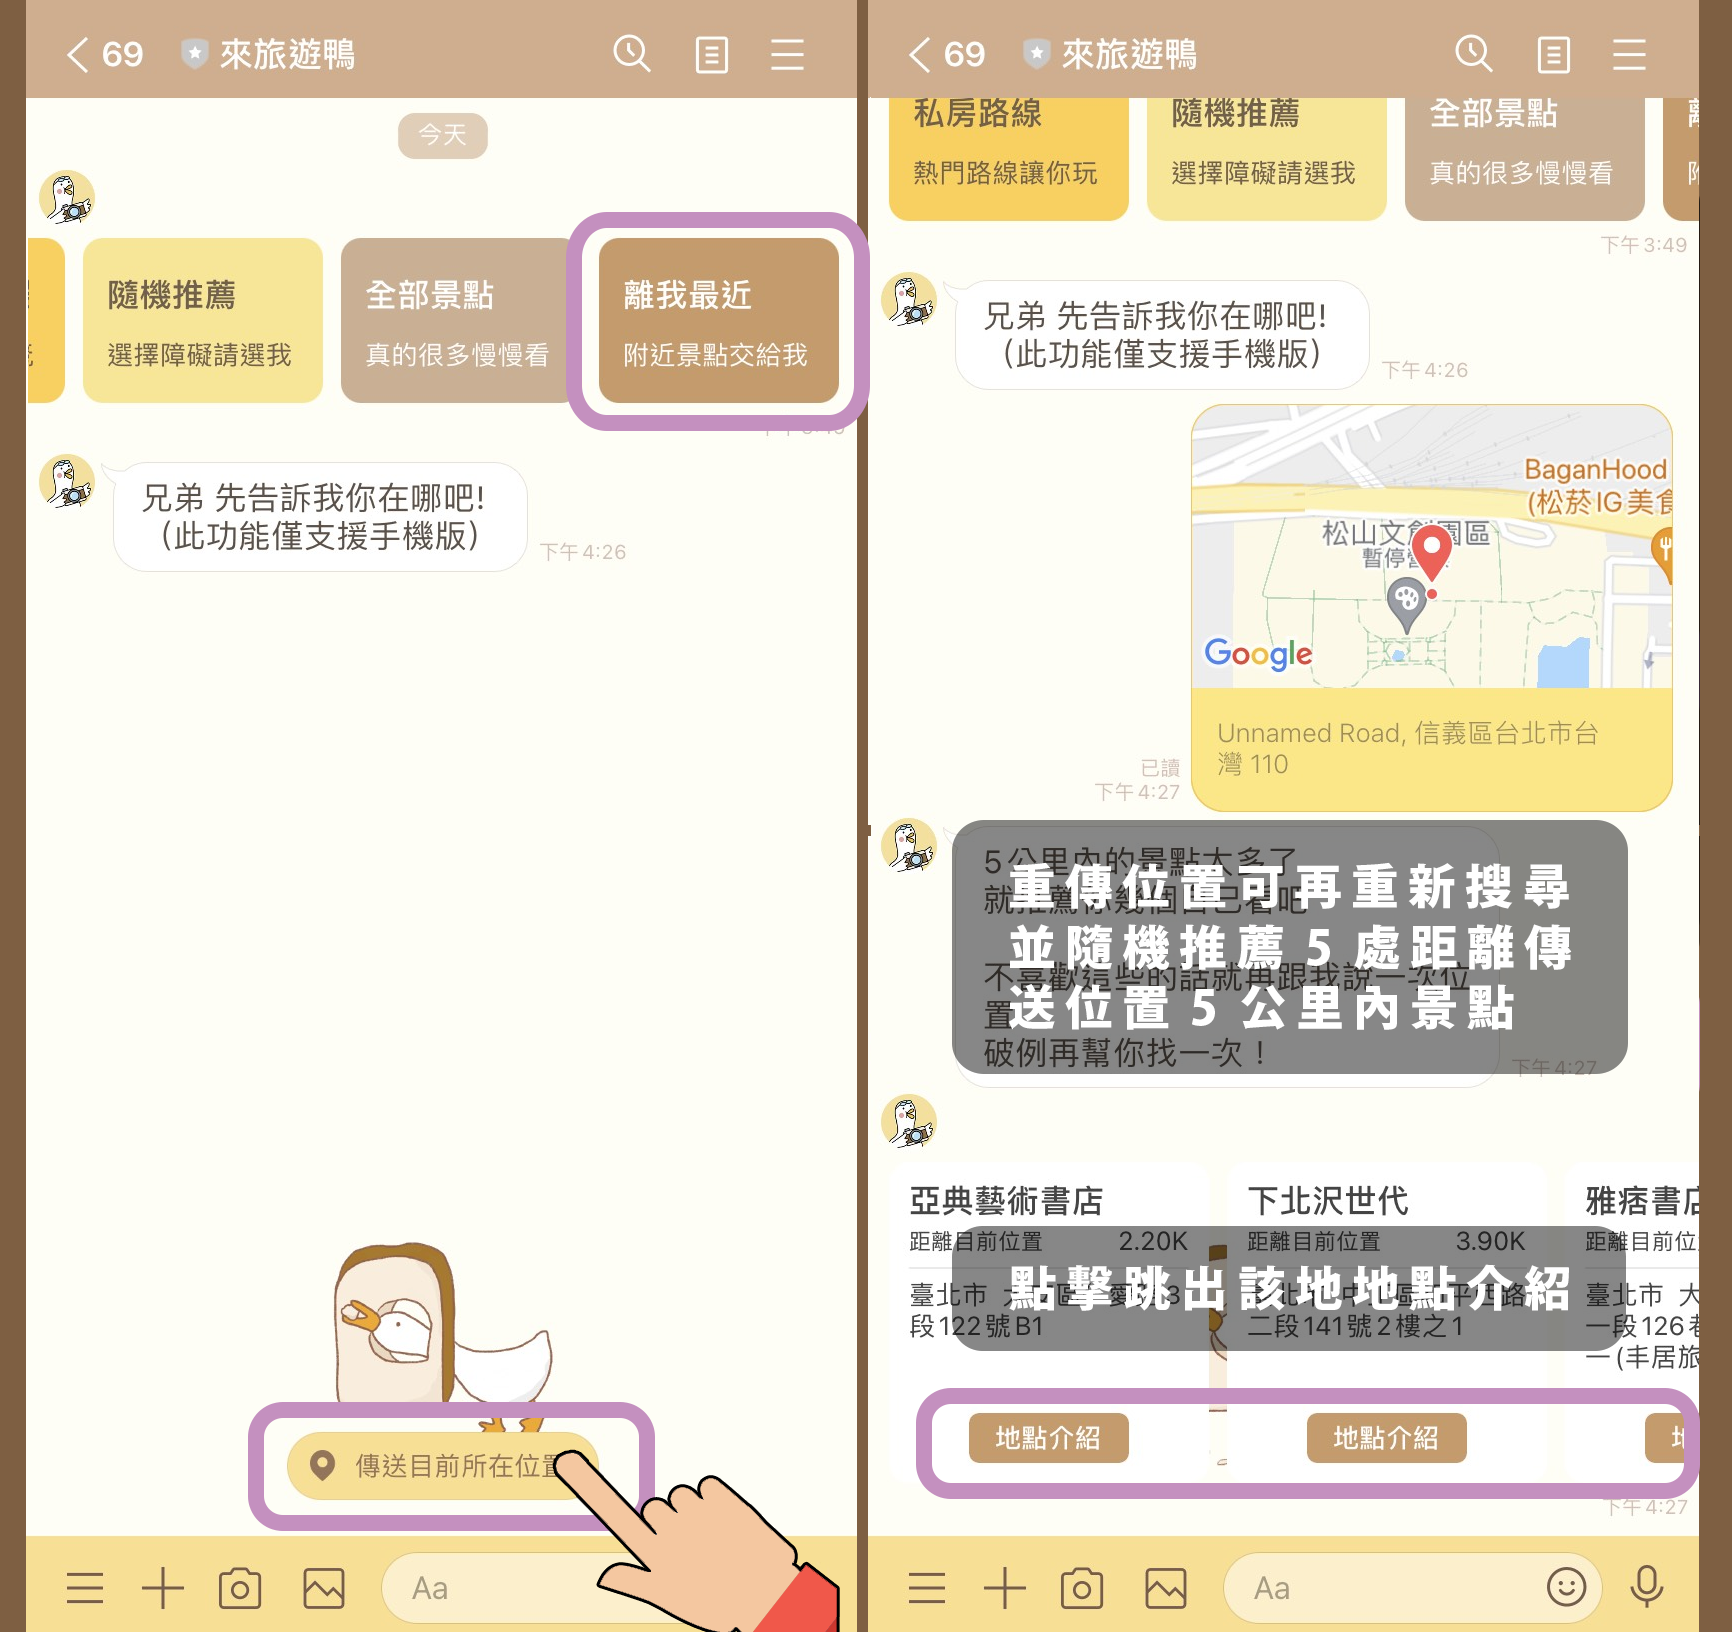 69 來旅遊鴨
今天
隨機推薦
選擇障礙請選我
全部景點
真的很多慢慢看
離我最近
附近景點交給我
兄弟 先告訴我你在哪吧!
(此功能僅支援手機版)
下午4:26
傳送目前所在位置
Aa
69 來旅遊鴨
私房路線
熱門路線讓你玩
隨機推薦
選擇障礙請選我
全部景點
真的很多慢慢看
下午3:49
兄弟 先告訴我你在哪吧!
(此功能僅支援手機版)
下午4:26
BaganHood
(松菸IG美食
松山文創園區
Google
Unnamed Road, 信義區台北市台
灣 110
已讀
下午4:27
5公里內的景點太多了
就推薦你幾個自己看吧
不喜歡這些的話就再跟我說一次位
置
破例再幫你找一次!
下午4:27
重傳位置可再重新搜尋
並隨機推薦5處距離傳
送位置5公里內景點
亞典藝術書店
距離目前位置 2.20K
臺北市
段122號B1
地點介紹
下北沢世代
距離目前位置 3.90K
二段141號2樓之1
地點介紹
雅痞書店
距離目前位
臺北市 大
一段126巷
一(丰居旅
點擊跳出該地地點介紹
下午4:27
Aa